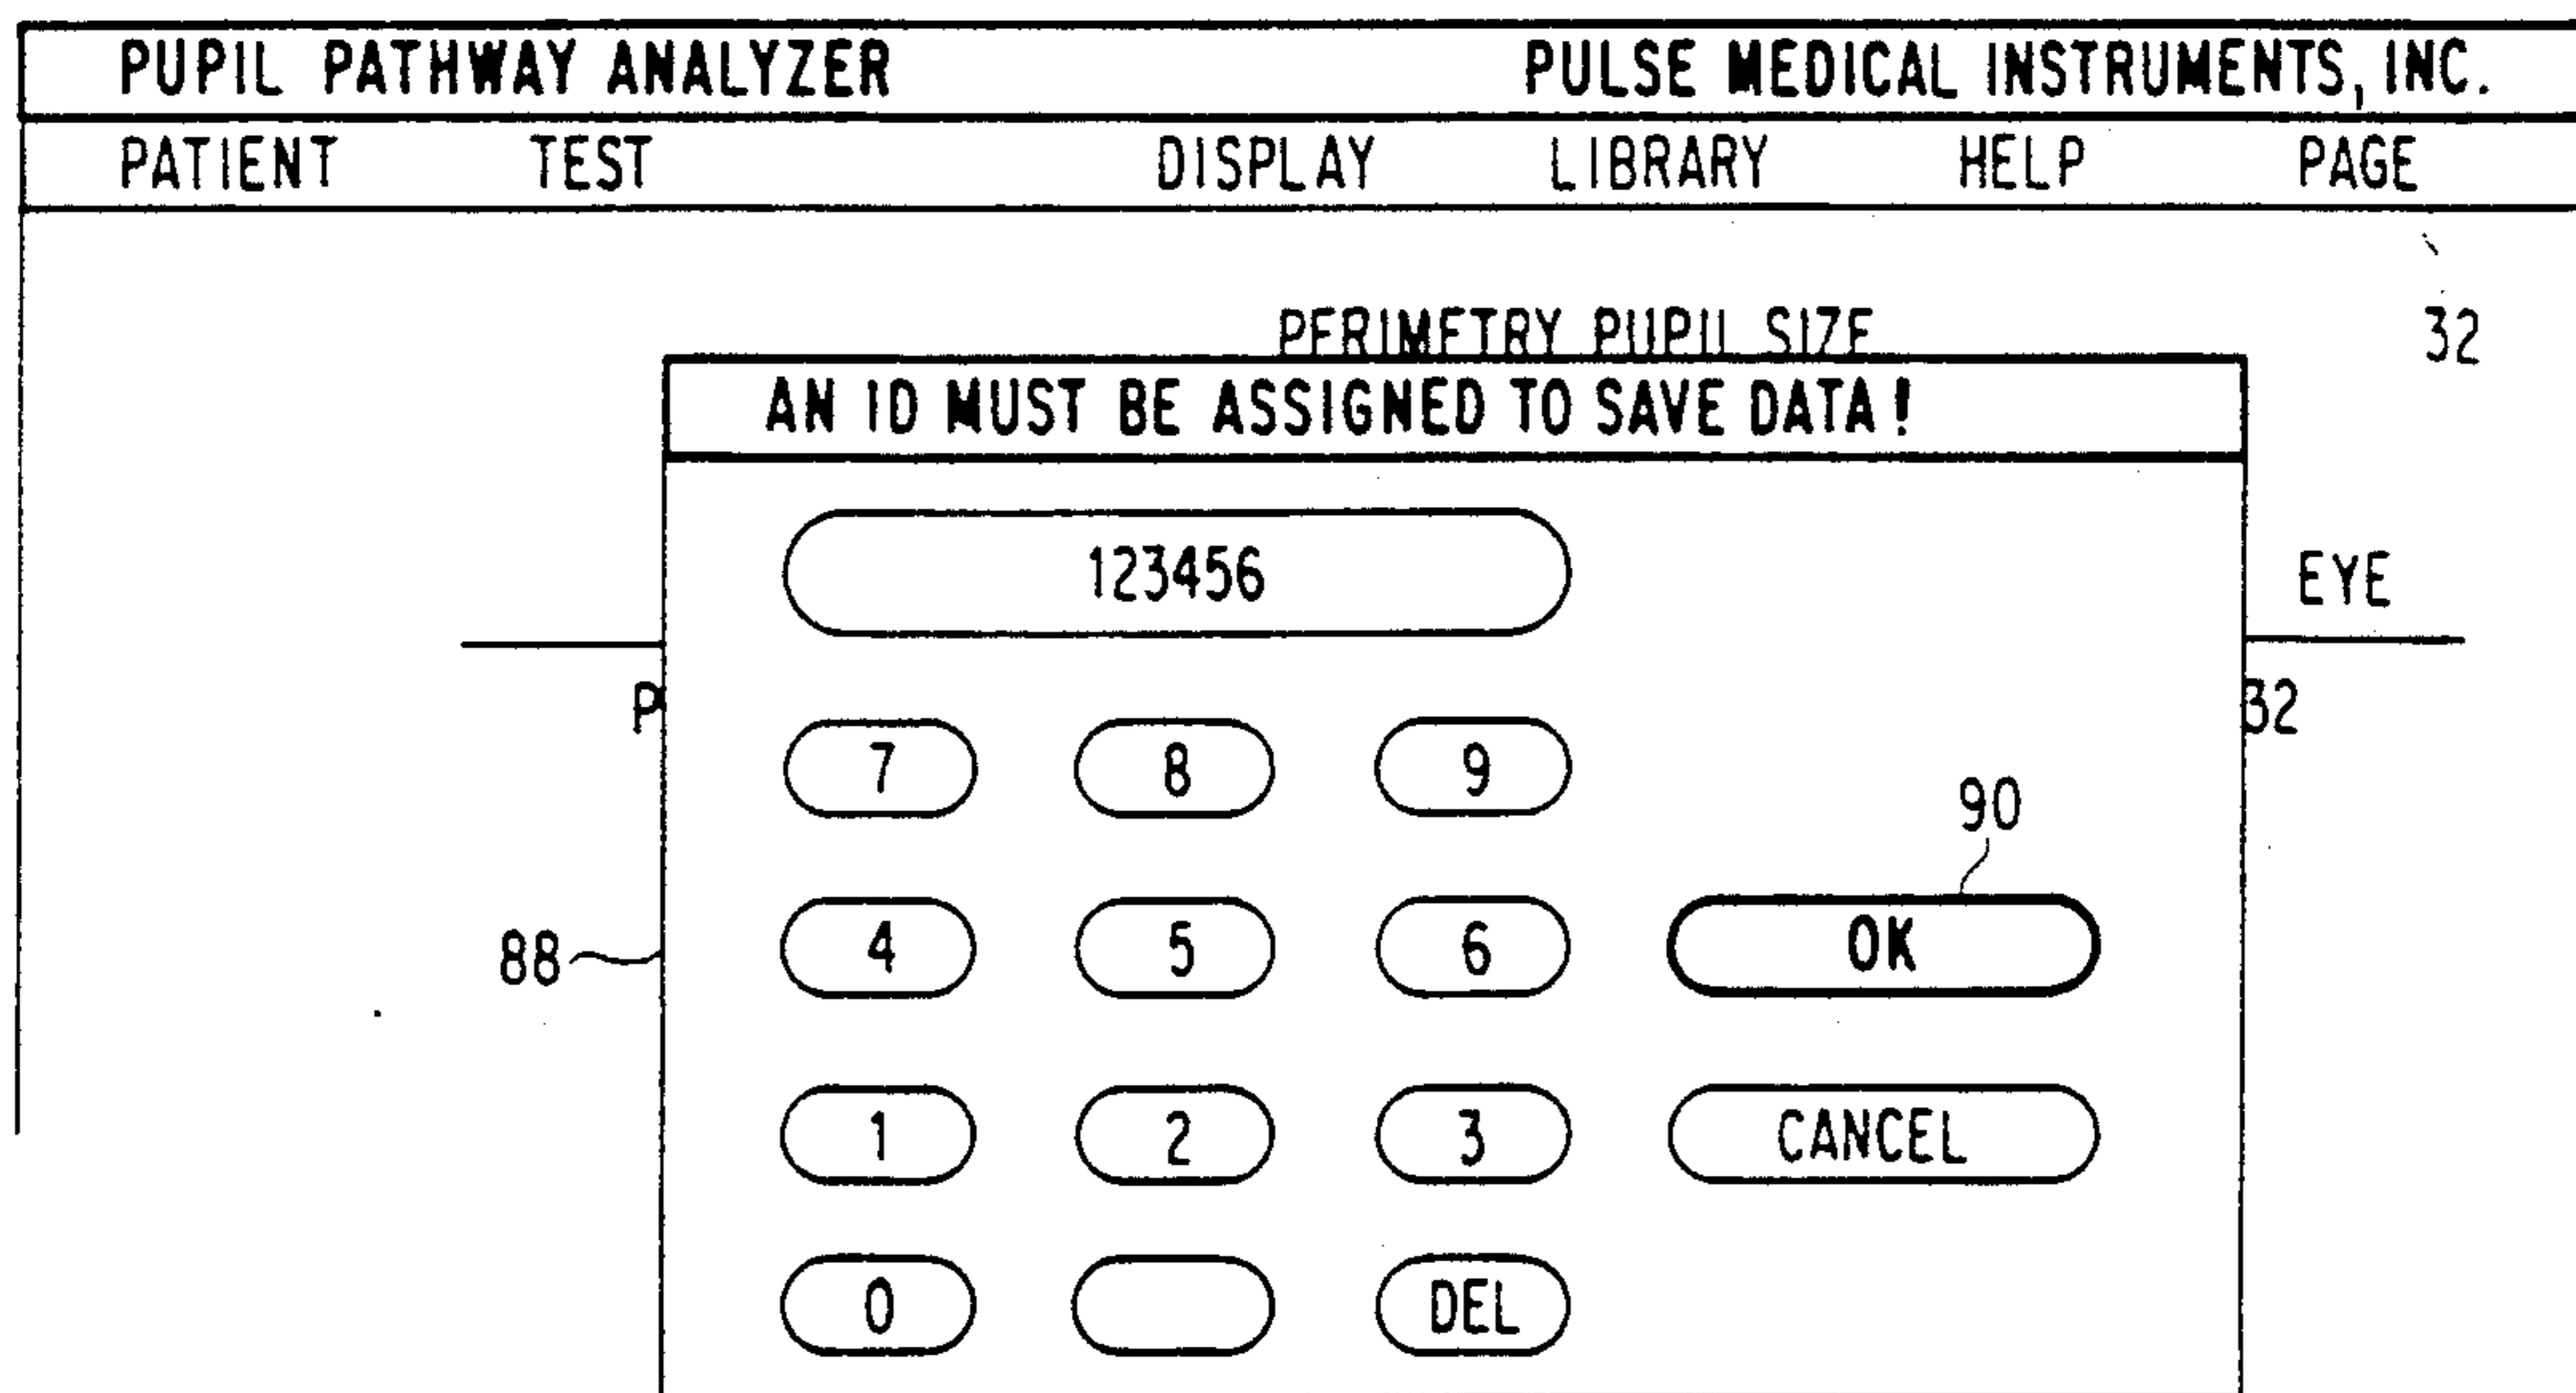 PUPIL PATHWAY ANALYZER PULSE MEDICAL INSTRUMENTS, INC.
PATIENT TEST DISPLAY LIBRARY HELP PAGE
PERIMETRY PUPIL SIZE 32
AN ID MUST BE ASSIGNED TO SAVE DATA!
123456 EYE
P 32
7 8 9
90
88 4 5 6 OK
1 2 3 CANCEL
0 DEL